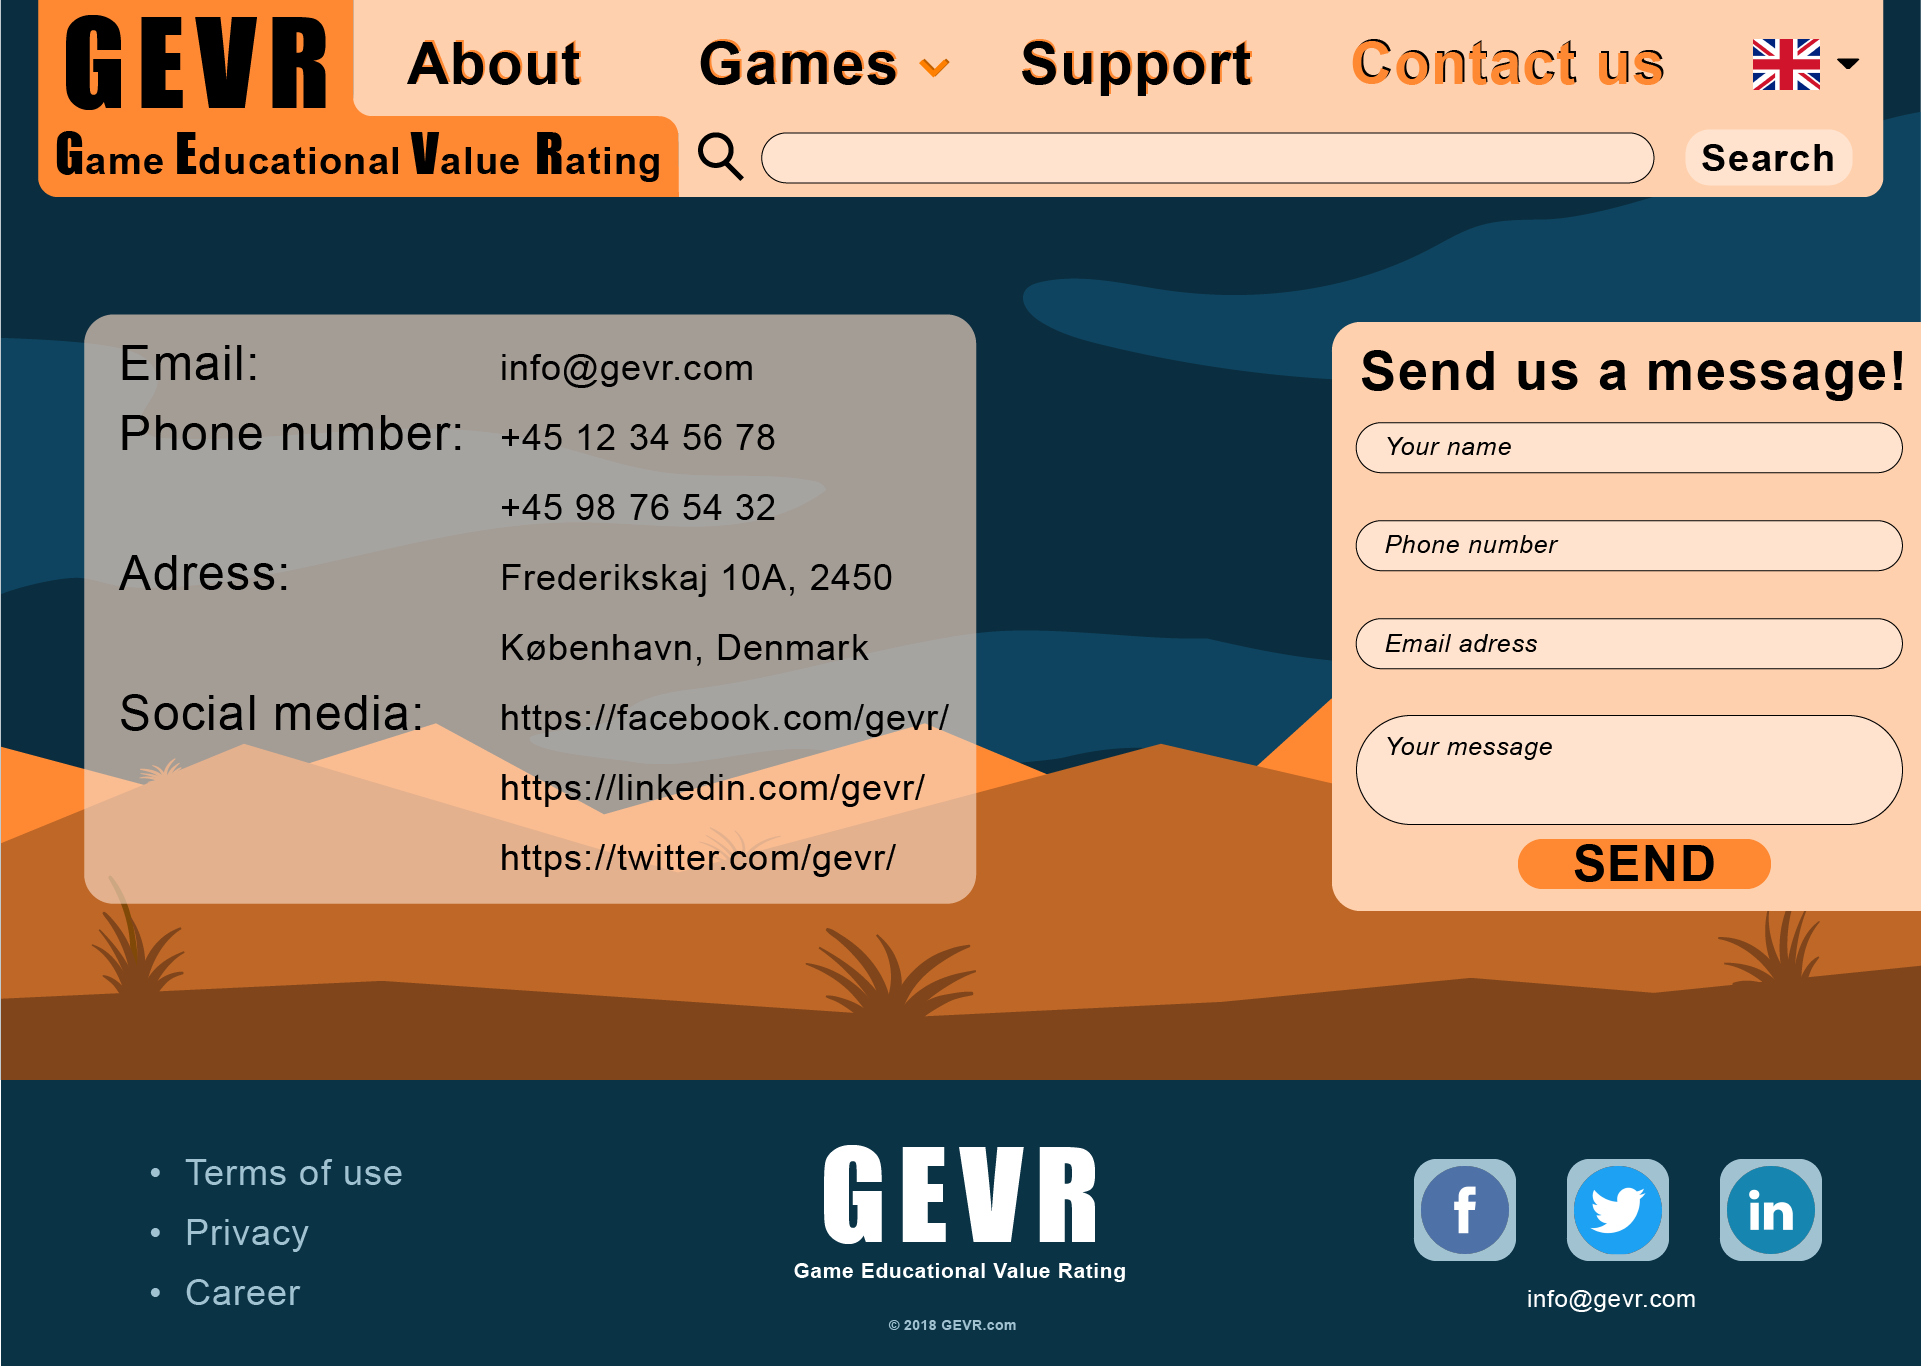 GEVR
Game Educational Value Rating
About Games Support Contact us
Search
Email: info@gevr.com
Phone number: +45 12 34 56 78
+45 98 76 54 32
Adress: Frederikskaj 10A, 2450
København, Denmark
Social media: https://facebook.com/gevr/
https://linkedin.com/gevr/
https://twitter.com/gevr/
Send us a message!
Your name
Phone number
Email adress
Your message
SEND
• Terms of use
• Privacy
• Career
GEVR
Game Educational Value Rating
© 2018 GEVR.com
f
in
info@gevr.com